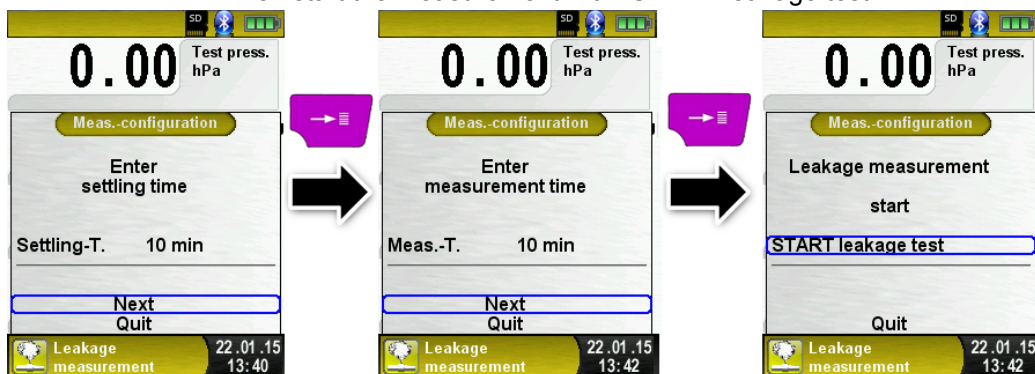 SD
0.00
Test press.
hPa
Meas.-configuration
Enter
settling time
Settling-T. 10 min
Next
Quit
Leakage
measurement
22.01.15
13:40
SD
0.00
Test press.
hPa
Meas.-configuration
Enter
measurement time
Meas.-T. 10 min
Next
Quit
Leakage
measurement
22.01.15
13:42
SD
0.00
Test press.
hPa
Meas.-configuration
Leakage measurement
start
START leakage test
Quit
Leakage
measurement
22.01.15
13:42